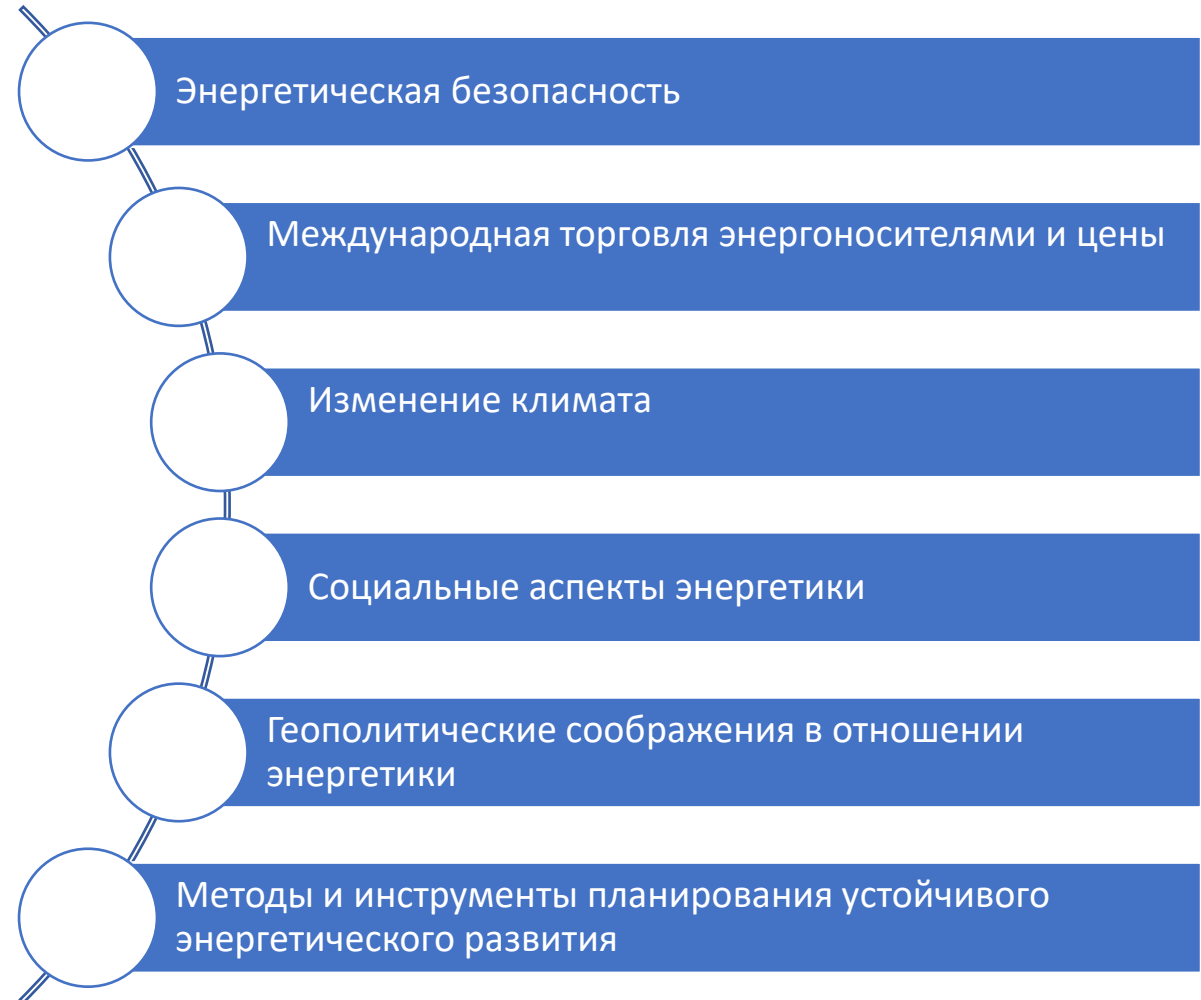 Энергетическая безопасность
Международная торговля энергоносителями и цены
Изменение климата
Социальные аспекты энергетики
Геополитические соображения в отношении
энергетики
Методы и инструменты планирования устойчивого
энергетического развития